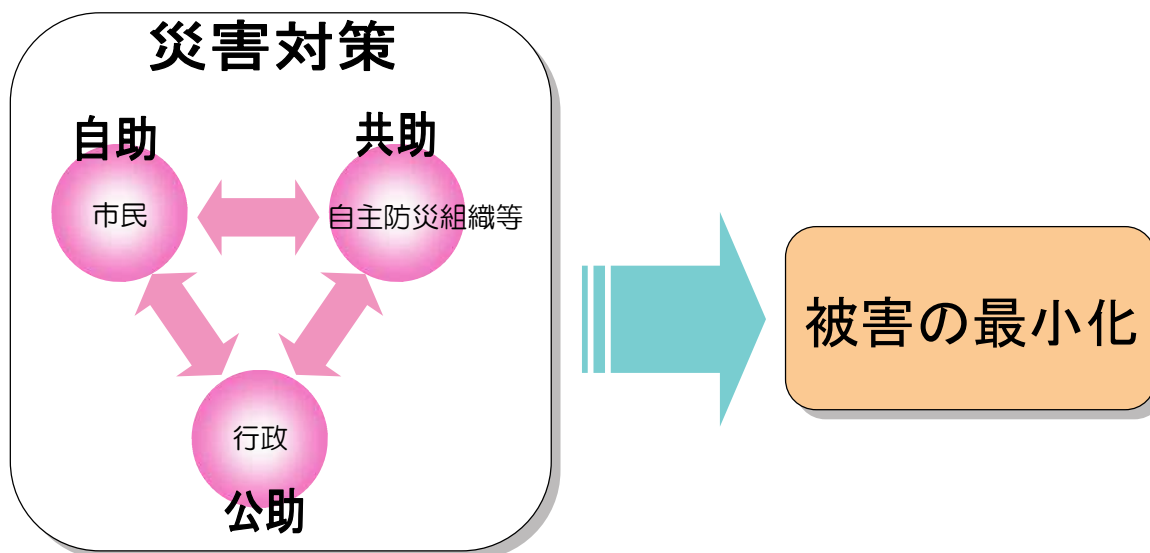 災害対策
自助
共助
市民
自主防災組織等
被害の最小化
行政
公助